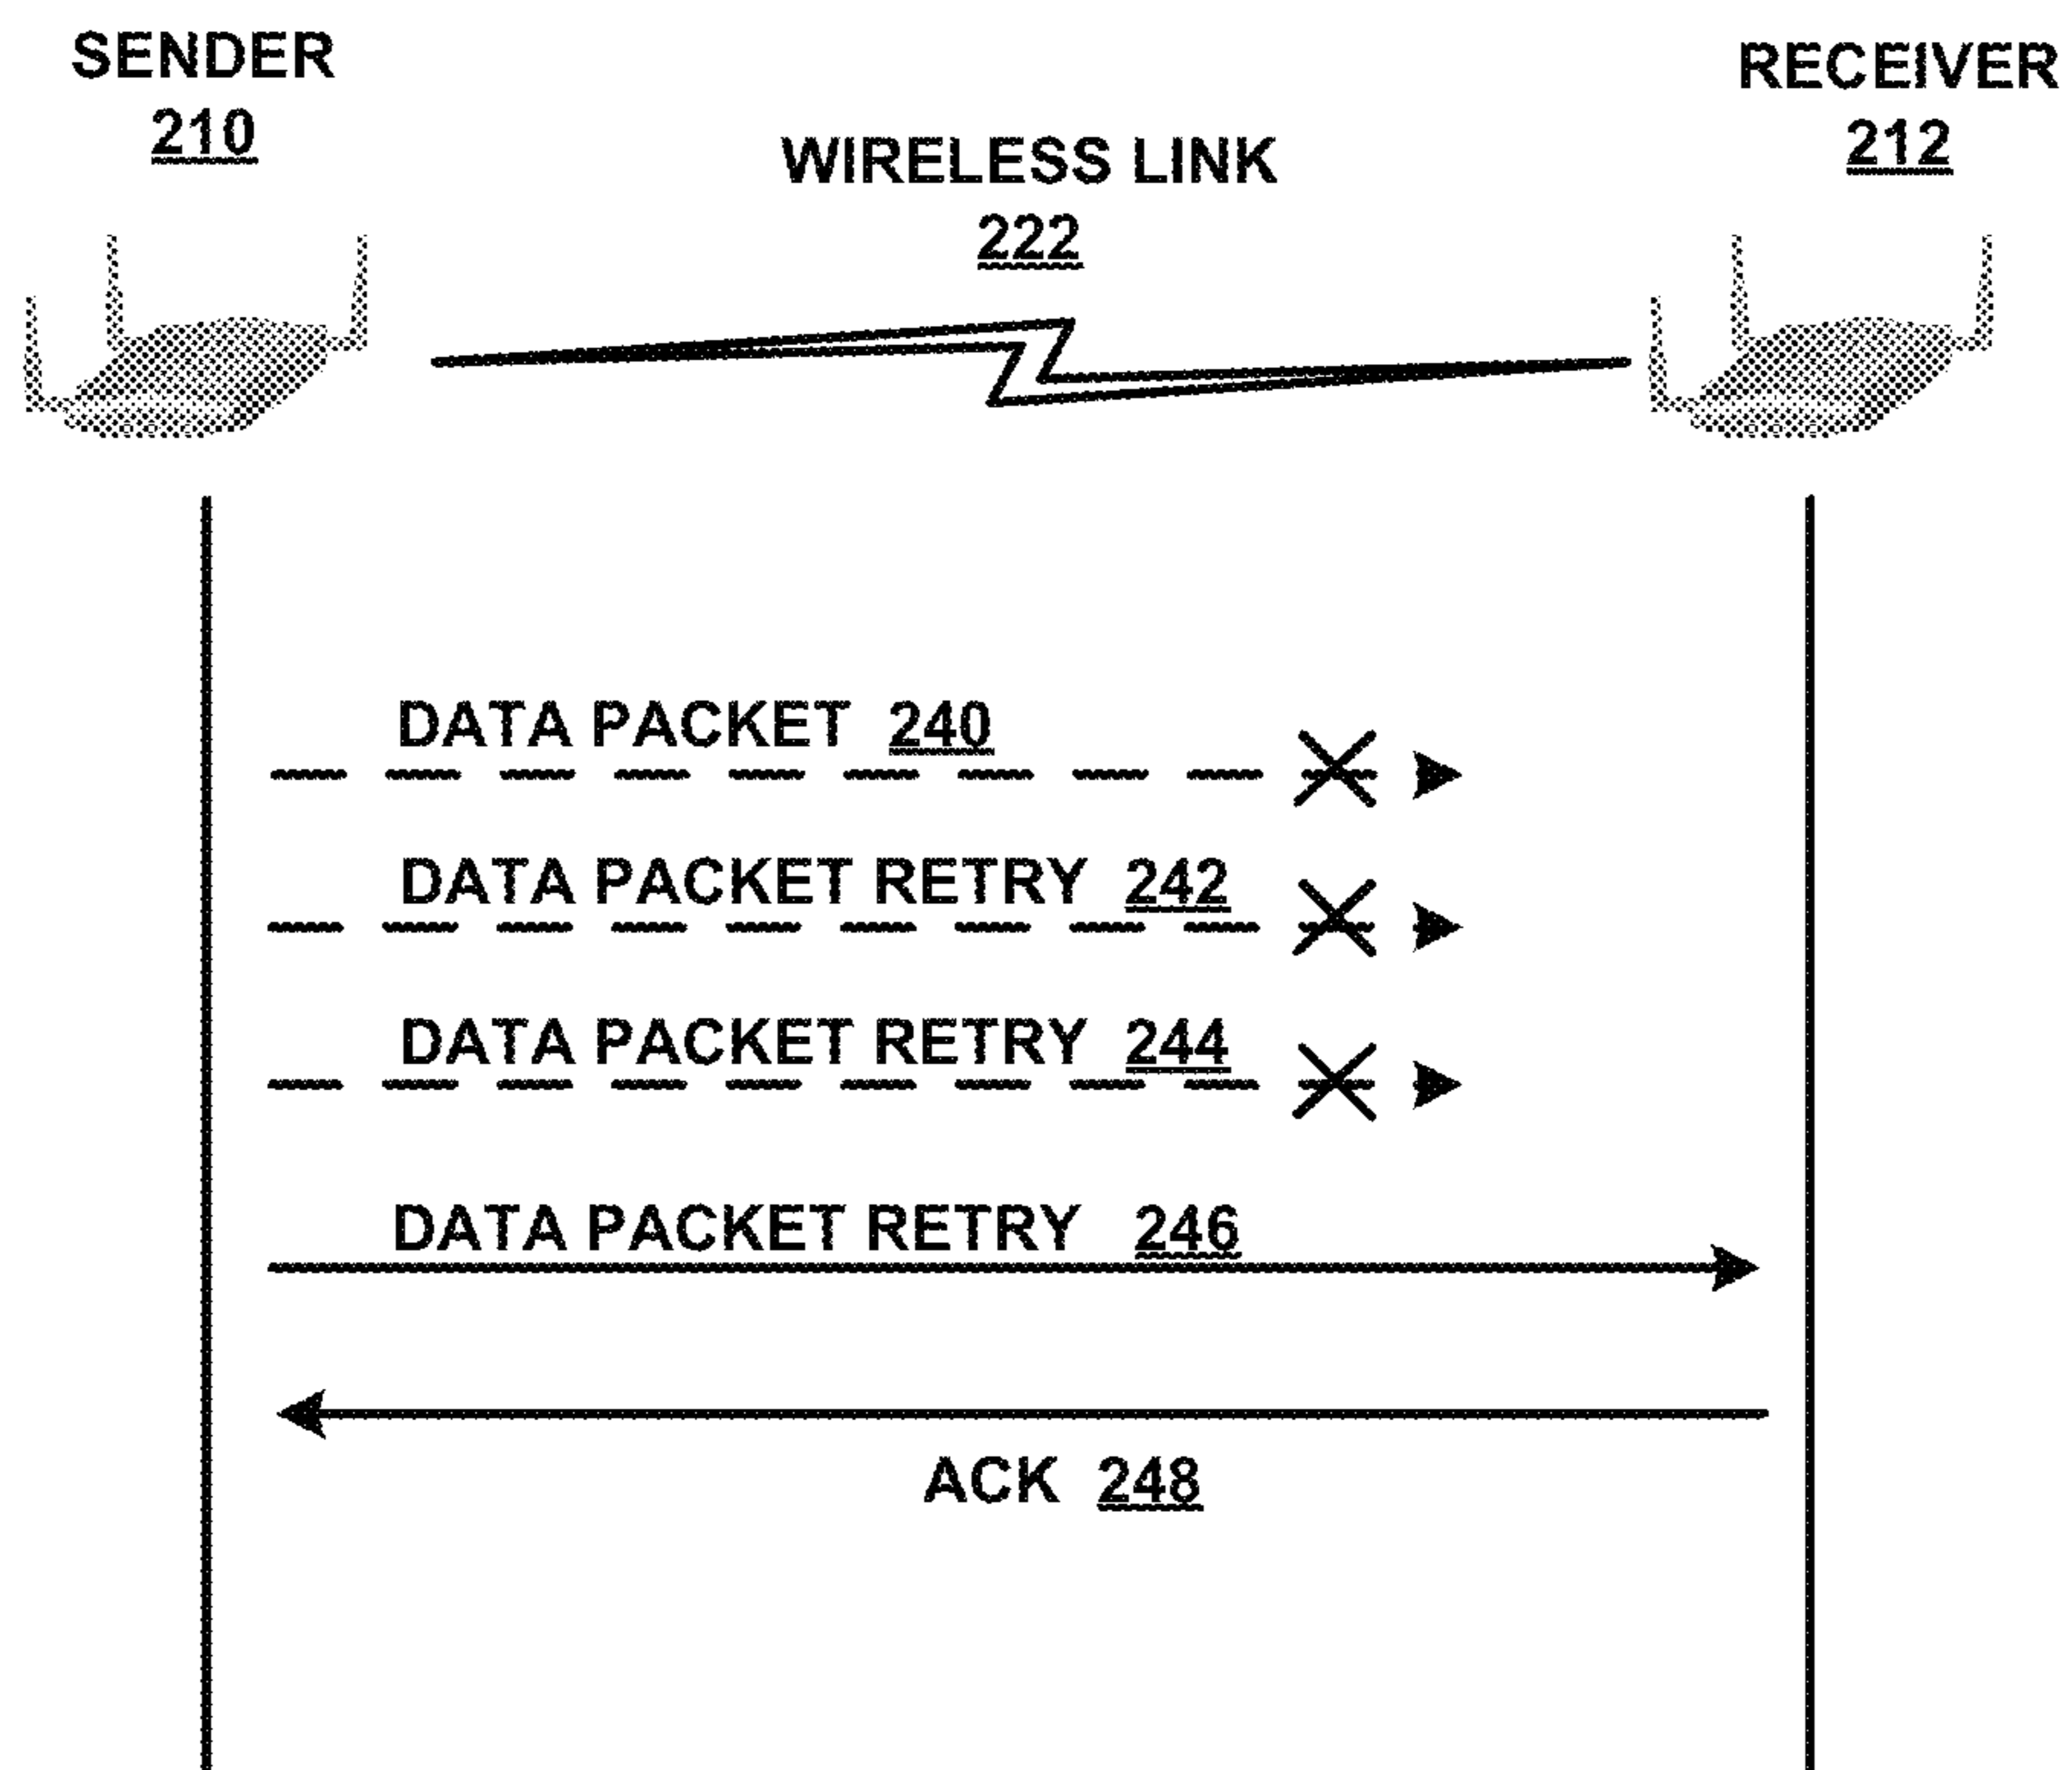 SENDER
210
RECEIVER
212
WIRELESS LINK
222
DATA PACKET 240
DATA PACKET RETRY 242
DATA PACKET RETRY 244
DATA PACKET RETRY 246
ACK 248